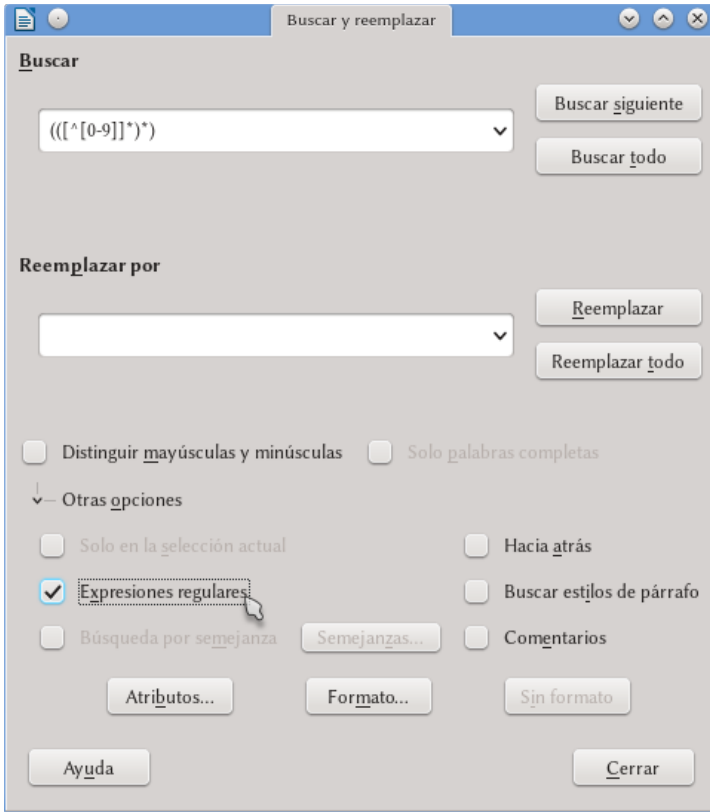 Buscar y reemplazar
Buscar
(([^[0-9]]*)*)
Buscar siguiente
Buscar todo
Reemplazar por
Reemplazar
Reemplazar todo
Distinguir mayúsculas y minúsculas
Solo palabras completas
Otras opciones
Solo en la selección actual
Hacia atrás
Expresiones regulares
Buscar estilos de párrafo
Búsqueda por semejanza
Semejanzas...
Comentarios
Atributos...
Formato...
Sin formato
Ayuda
Cerrar